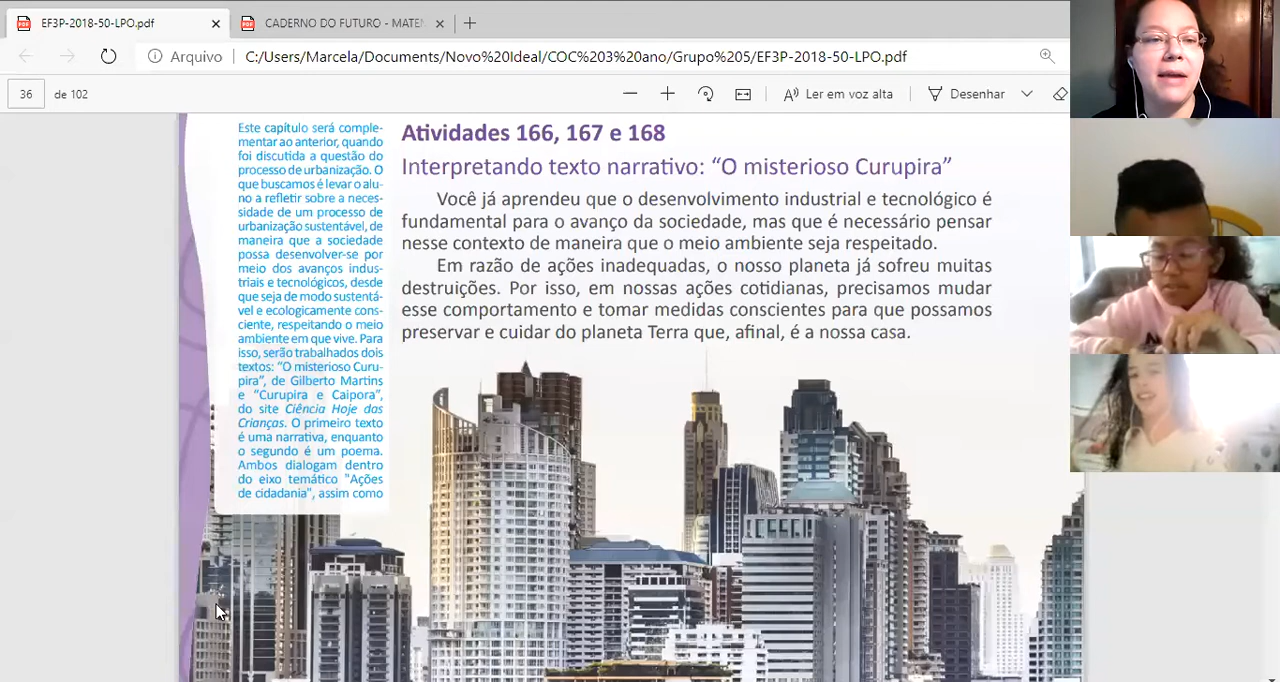 EF3P-2018-50-LPO.pdf
CADERNO DO FUTURO - MATE
Arquivo
C:/Users/Marcela/Documents/Novo%20Ideal/COC%203%20ano/Grupo%205/EF3P-2018-50-LPO.pdf
36 de 102
Ler em voz alta
Desenhar
Este capítulo será comple-
mentar ao anterior, quando
foi discutida a questão do
processo de urbanização. O
que buscamos é levar o alu-
no a refletir sobre a neces-
sidade de um processo de
urbanização sustentável, de
maneira que a sociedade
possa desenvolver-se por
meio dos avanços indus-
triais e tecnológicos, desde
que seja de modo sustentá-
vel e ecologicamente cons-
ciente, respeitando o meio
ambiente em que vive. Para
isso, serão trabalhados dois
textos: “O misterioso Curu-
pira”, de Gilberto Martins
e “Curupira e Caipora”,
do site Ciência Hoje das
Crianças. O primeiro texto
é uma narrativa, enquanto
o segundo é um poema.
Ambos dialogam dentro
do eixo temático "Ações
de cidadania", assim como
Atividades 166, 167 e 168
Interpretando texto narrativo: “O misterioso Curupira”
Você já aprendeu que o desenvolvimento industrial e tecnológico é
fundamental para o avanço da sociedade, mas que é necessário pensar
nesse contexto de maneira que o meio ambiente seja respeitado.
Em razão de ações inadequadas, o nosso planeta já sofreu muitas
destruições. Por isso, em nossas ações cotidianas, precisamos mudar
esse comportamento e tomar medidas conscientes para que possamos
preservar e cuidar do planeta Terra que, afinal, é a nossa casa.